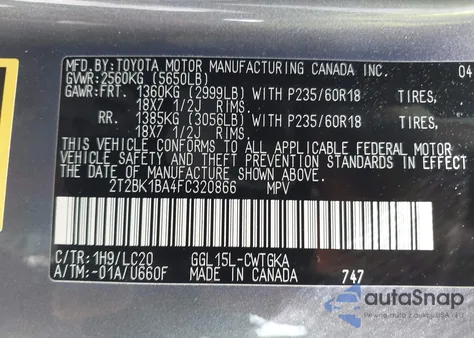 MFD.BY: TOYOTA MOTOR MANUFACTURING CANADA INC. 04
GVWR: 2560KG (5650LB)
GAWR: FRT. 1360KG (2999LB) WITH P235/60R18 TIRES,
18X7 1/2J RIMS.
RR. 1385KG (3056LB) WITH P235/60R18 TIRES,
18X7 1/2J RIMS.
THIS VEHICLE CONFORMS TO ALL APPLICABLE FEDERAL MOTOR
VEHICLE SAFETY AND THEFT PREVENTION STANDARDS IN EFFECT
ON THE DATE OF MANUFACTURE SHOWN ABOVE.
2T2BK1BA4FC320866 MPV
C/TR: 1H9/LC20 GGL15L-CWTGKA
A/TM:-01A/U660F MADE IN CANADA 747
autoSnap
Pewne auto z USA i